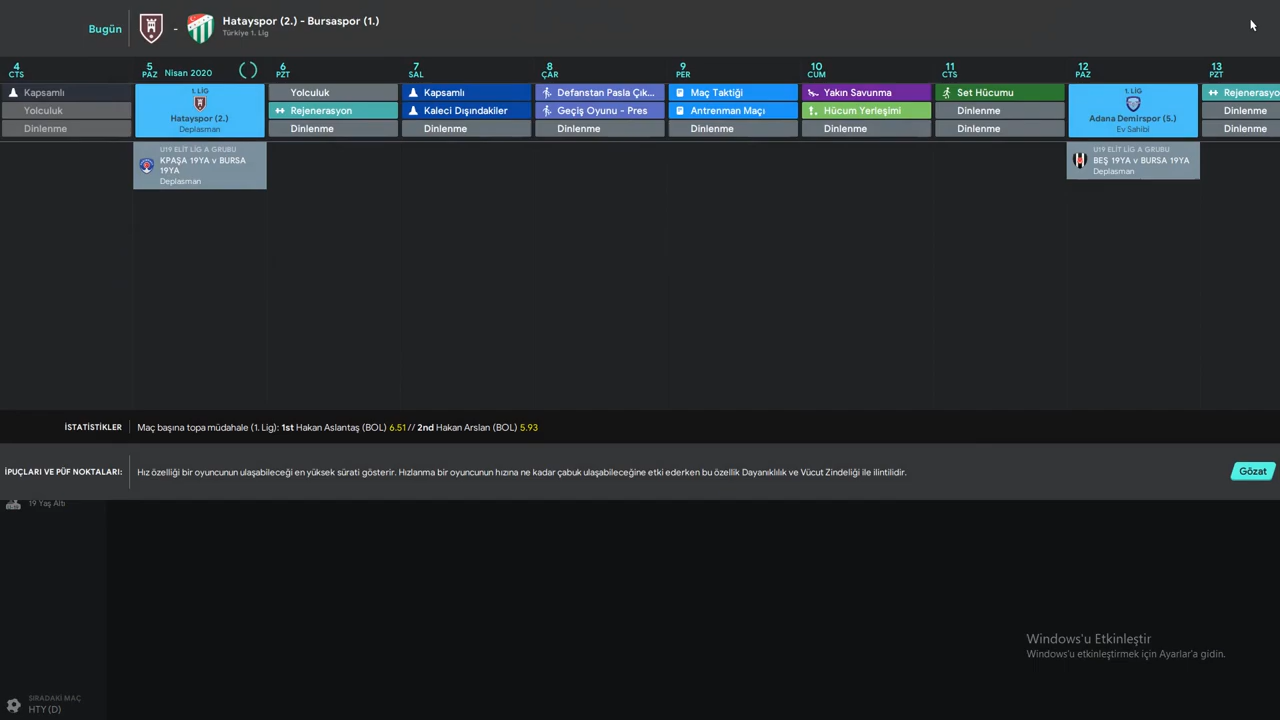 Bugün
-
Hatayspor (2.) - Bursaspor (1.)
Türkiye 1. Lig
4
CTS
5
PAZ
Nisan 2020
6
PZT
7
SAL
8
ÇAR
9
PER
10
CUM
11
CTS
12
PAZ
13
PZT
Kapsamlı
Yolculuk
Dinlenme
1. LİG
Hatayspor (2.)
Deplasman
Yolculuk
Rejenerasyon
Dinlenme
Kapsamlı
Kaleci Dışındakiler
Dinlenme
Defanstan Pasla Çık...
Geçiş Oyunu - Pres
Dinlenme
Maç Taktiği
Antrenman Maçı
Dinlenme
Yakın Savunma
Hücum Yerleşimi
Dinlenme
Set Hücumu
Dinlenme
Dinlenme
1. LİG
Adana Demirspor (5.)
Ev Sahibi
Rejenerasyo
Dinlenme
Dinlenme
U19 ELİT LİG A GRUBU
KPAŞA 19YA v BURSA
19YA
Deplasman
U19 ELİT LİG A GRUBU
BEŞ 19YA v BURSA 19YA
Deplasman
İSTATİSTİKLER
Maç başına topa müdahale (1. Lig): 1st Hakan Aslantaş (BOL) 6.51 // 2nd Hakan Arslan (BOL) 5.93
İPUÇLARI VE PÜF NOKTALARI:
Hız özelliği bir oyuncunun ulaşabileceği en yüksek sürati gösterir. Hızlanma bir oyuncunun hızına ne kadar çabuk ulaşabileceğine etki ederken bu özellik Dayanıklılık ve Vücut Zindeliği ile ilintilidir.
Gözat
19 Yaş Altı
Windows'u Etkinleştir
Windows'u etkinleştirmek için Ayarlar'a gidin.
SIRADAKİ MAÇ
HTY (D)